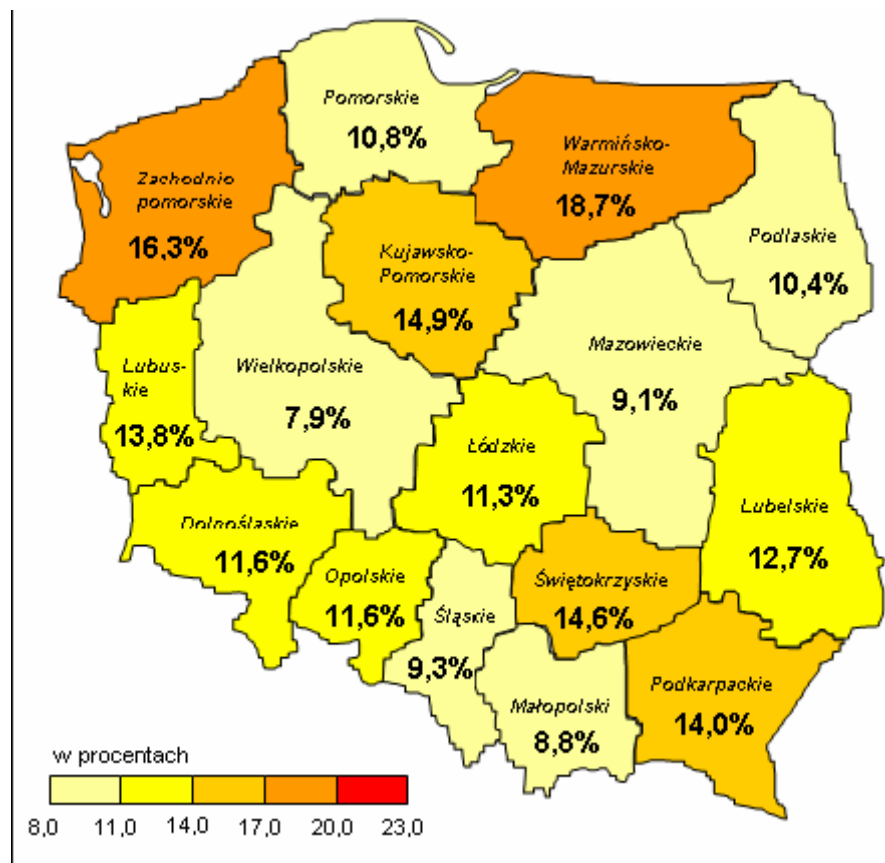 Pomorskie
10,8%
Warmińsko-
Mazurskie
18,7%
Zachodnio
pomorskie
16,3%
Podlaskie
10,4%
Kujawsko-
Pomorskie
14,9%
Mazowieckie
9,1%
Lubus-
kie
13,8%
Wielkopolskie
7,9%
Łódzkie
11,3%
Lubelskie
12,7%
Dolnośląskie
11,6%
Opolskie
11,6%
Śląskie
9,3%
Świętokrzyskie
14,6%
Małopolski
8,8%
Podkarpackie
14,0%
w procentach
8,0 11,0 14,0 17,0 20,0 23,0